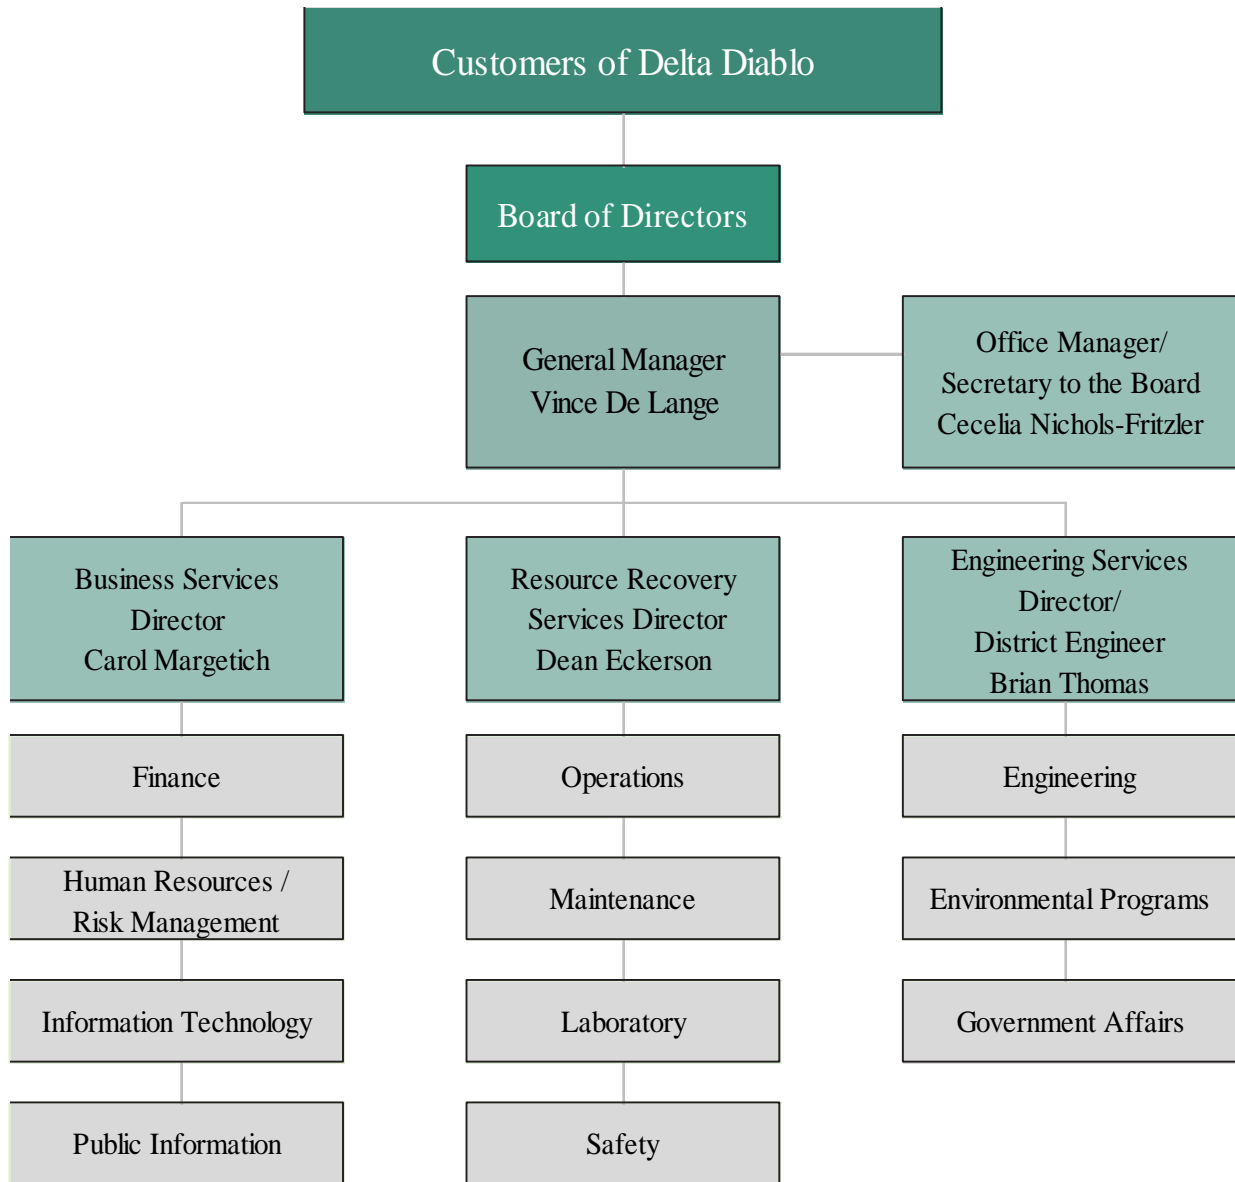 Customers of Delta Diablo
Board of Directors
General Manager
Vince De Lange
Office Manager/
Secretary to the Board
Cecelia Nichols-Fritzler
Business Services
Director
Carol Margetich
Resource Recovery
Services Director
Dean Eckerson
Engineering Services
Director/
District Engineer
Brian Thomas
Finance
Operations
Engineering
Human Resources /
Risk Management
Maintenance
Environmental Programs
Information Technology
Laboratory
Government Affairs
Public Information
Safety